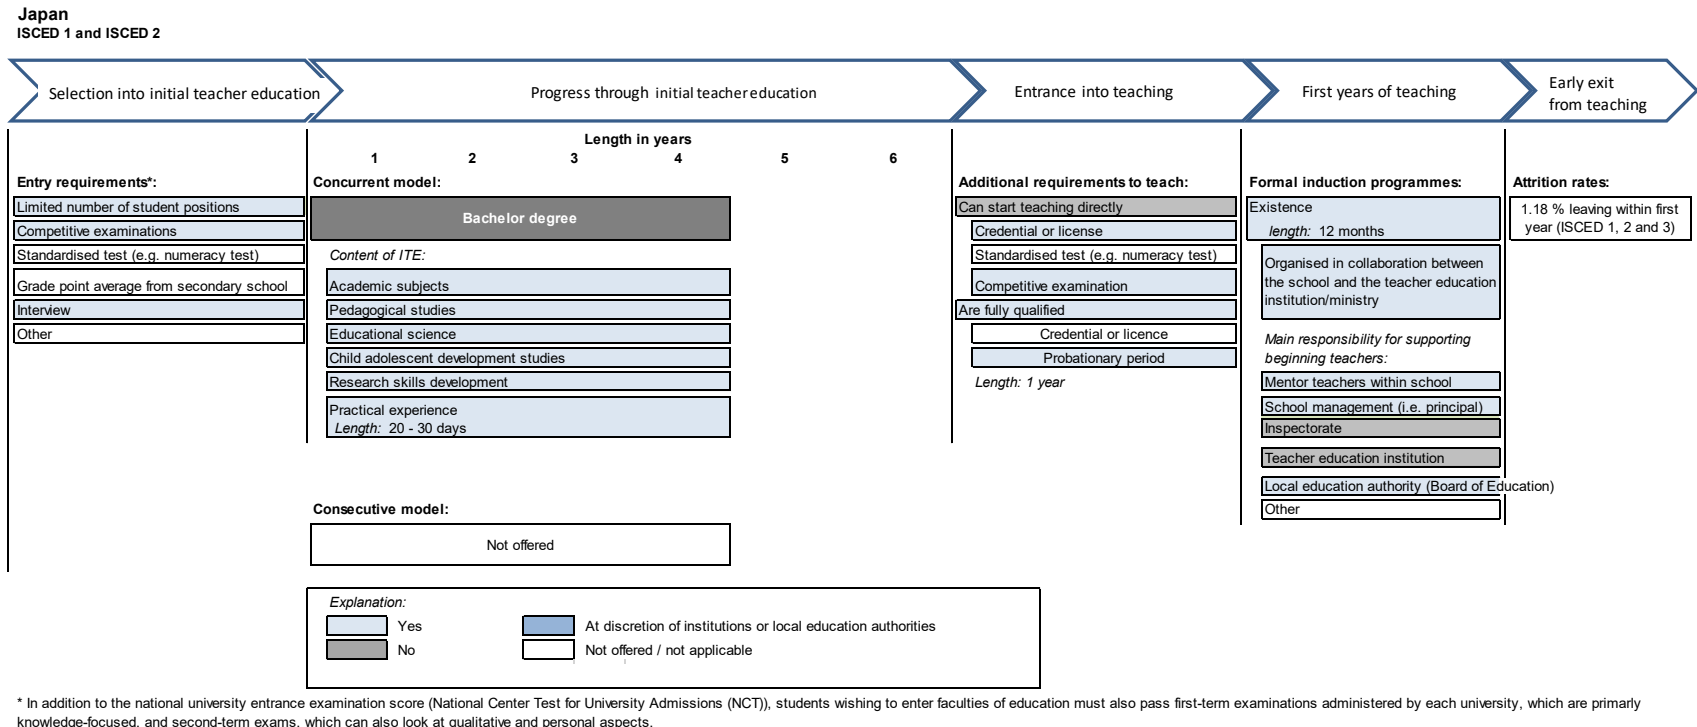 Japan
ISCED 1 and ISCED 2
Selection into initial teacher education
Progress through initial teacher education
Entrance into teaching
First years of teaching
Early exit
from teaching
Length in years
1 2 3 4 5 6
Entry requirements*:
Limited number of student positions
Competitive examinations
Standardised test (e.g. numeracy test)
Grade point average from secondary school
Interview
Other
Concurrent model:
Bachelor degree
Content of ITE:
Academic subjects
Pedagogical studies
Educational science
Child adolescent development studies
Research skills development
Practical experience
Length: 20 - 30 days
Consecutive model:
Not offered
Additional requirements to teach:
Can start teaching directly
Credential or license
Standardised test (e.g. numeracy test)
Competitive examination
Are fully qualified
Credential or licence
Probationary period
Length: 1 year
Formal induction programmes:
Existence
length: 12 months
Organised in collaboration between
the school and the teacher education
institution/ministry
Main responsibility for supporting
beginning teachers:
Mentor teachers within school
School management (i.e. principal)
Inspectorate
Teacher education institution
Local education authority (Board of Education)
Other
Attrition rates:
1.18 % leaving within first
year (ISCED 1, 2 and 3)
Explanation:
Yes
At discretion of institutions or local education authorities
No
Not offered / not applicable
* In addition to the national university entrance examination score (National Center Test for University Admissions (NCT)), students wishing to enter faculties of education must also pass first-term examinations administered by each university, which are primarily
knowledge-focused, and second-term exams, which can also look at qualitative and personal aspects.